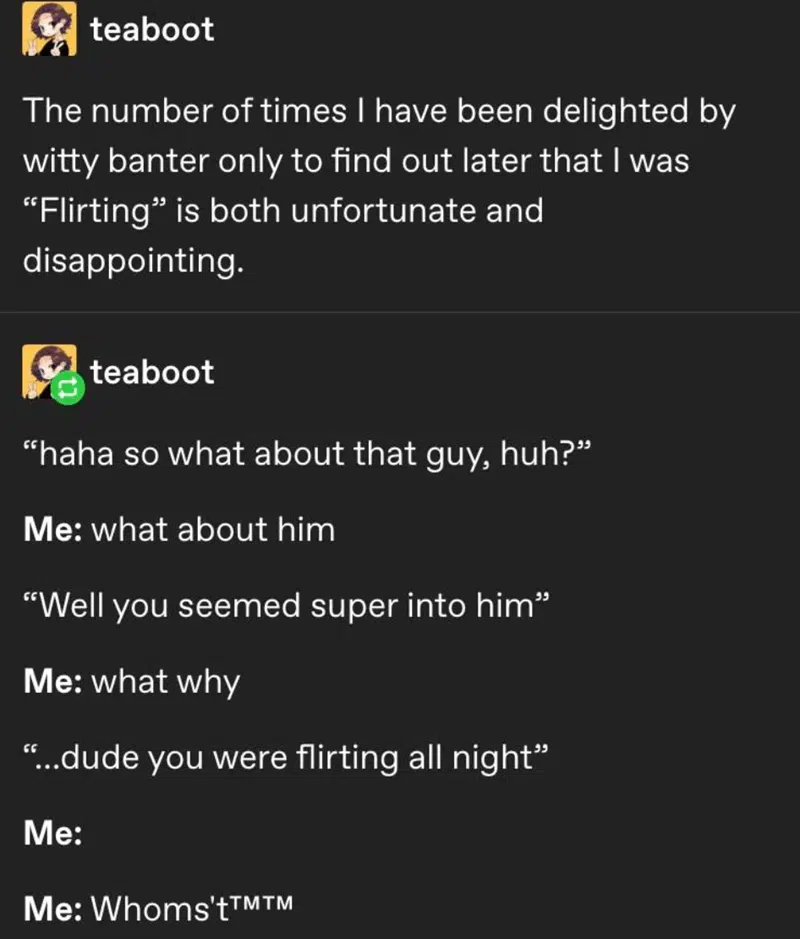 teaboot
The number of times I have been delighted by
witty banter only to find out later that I was
“Flirting” is both unfortunate and
disappointing.
teaboot
“haha so what about that guy, huh?”
Me: what about him
“Well you seemed super into him”
Me: what why
“...dude you were flirting all night”
Me:
Me: Whoms't™™